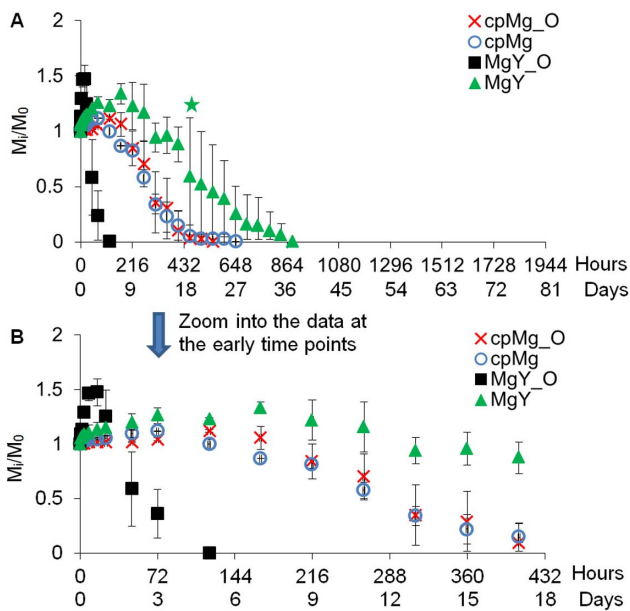 A
cpMg_O
cpMg
MgY_O
MgY
2
1.5
1
0.5
0
Mi/M0
0 216 432 648 864 1080 1296 1512 1728 1944 Hours
0 9 18 27 36 45 54 63 72 81 Days
Zoom into the data at
the early time points
B
cpMg_O
cpMg
MgY_O
MgY
2
1.5
1
0.5
0
Mi/M0
0 72 144 216 288 360 432 Hours
0 3 6 9 12 15 18 Days